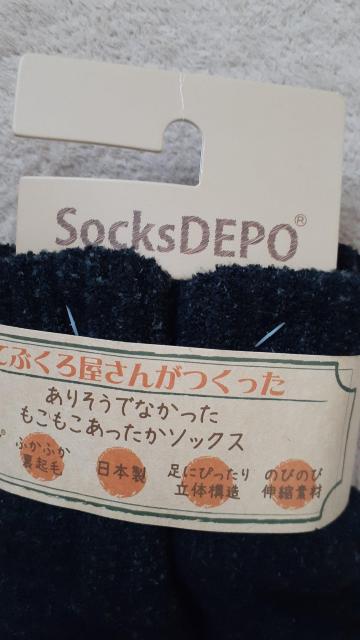 SocksDEPO®
てぶくろ屋さんがつくった
ありそうでなかった
もこもこあったかソックス
ふかふか
裏起毛
日本製
足にぴったり
立体構造
のびのび
伸縮素材